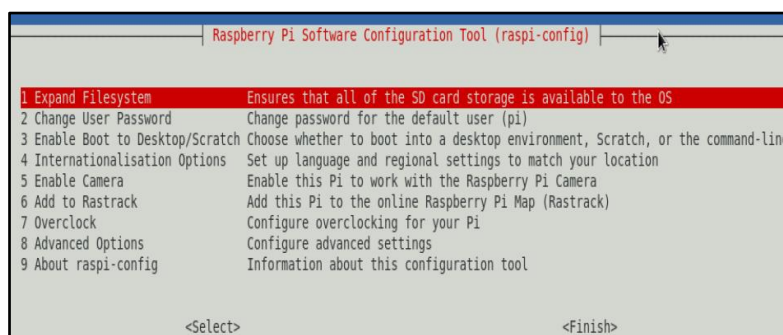 Raspberry Pi Software Configuration Tool (raspi-config)
1 Expand Filesystem Ensures that all of the SD card storage is available to the OS
2 Change User Password Change password for the default user (pi)
3 Enable Boot to Desktop/Scratch Choose whether to boot into a desktop environment, Scratch, or the command-lin
4 Internationalisation Options Set up language and regional settings to match your location
5 Enable Camera Enable this Pi to work with the Raspberry Pi Camera
6 Add to Rastrack Add this Pi to the online Raspberry Pi Map (Rastrack)
7 Overclock Configure overclocking for your Pi
8 Advanced Options Configure advanced settings
9 About raspi-config Information about this configuration tool
<Select> <Finish>